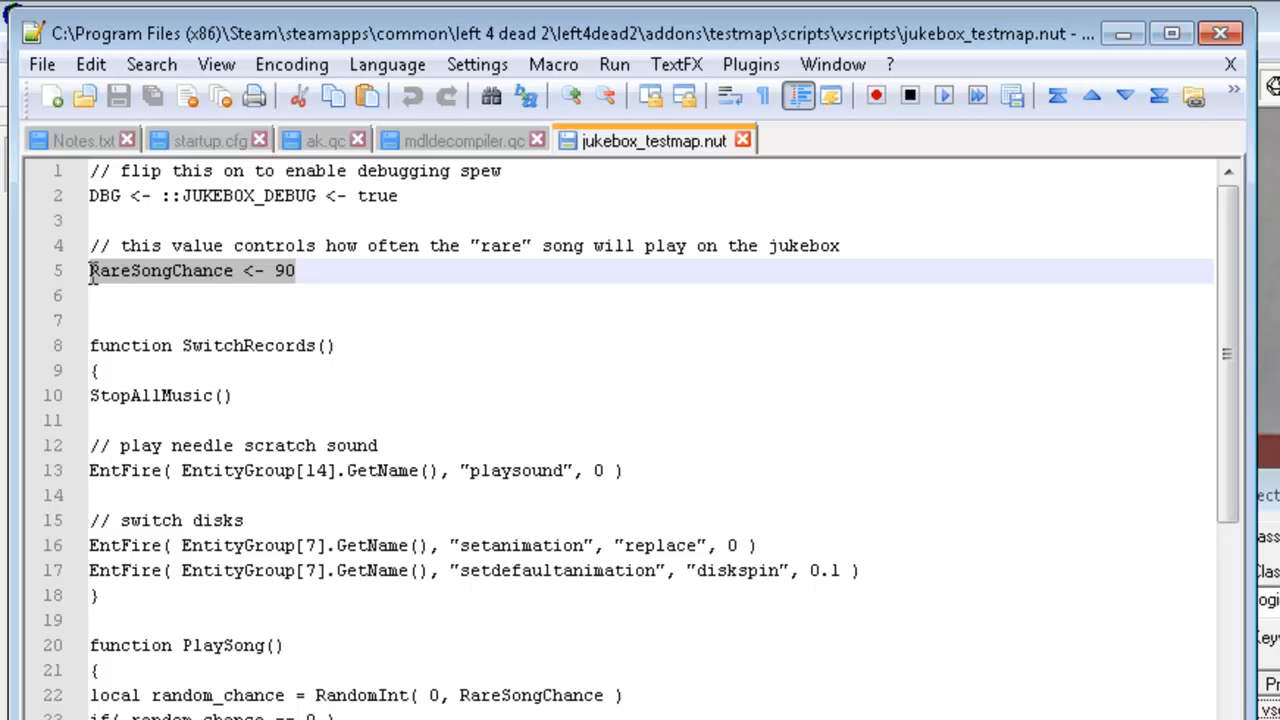 C:\Program Files (x86)\Steam\steamapps\common\left 4 dead 2\left4dead2\addons\testmap\scripts\vscripts\jukebox_testmap.nut - ...
File Edit Search View Encoding Language Settings Macro Run TextFX Plugins Window ? X
Notes.txt startup.cfg ak.qc mdldecompiler.qc jukebox_testmap.nut
1 // flip this on to enable debugging spew
2 DBG <- ::JUKEBOX_DEBUG <- true
3
4 // this value controls how often the "rare" song will play on the jukebox
5 RareSongChance <- 90
6
7
8 function SwitchRecords()
9 {
10 StopAllMusic()
11
12 // play needle scratch sound
13 EntFire( EntityGroup[14].GetName(), "playsound", 0 )
14
15 // switch disks
16 EntFire( EntityGroup[7].GetName(), "setanimation", "replace", 0 )
17 EntFire( EntityGroup[7].GetName(), "setdefaultanimation", "diskspin", 0.1 )
18 }
19
20 function PlaySong()
21 {
22 local random_chance = RandomInt( 0, RareSongChance )
23 if( random_chance == 0 )